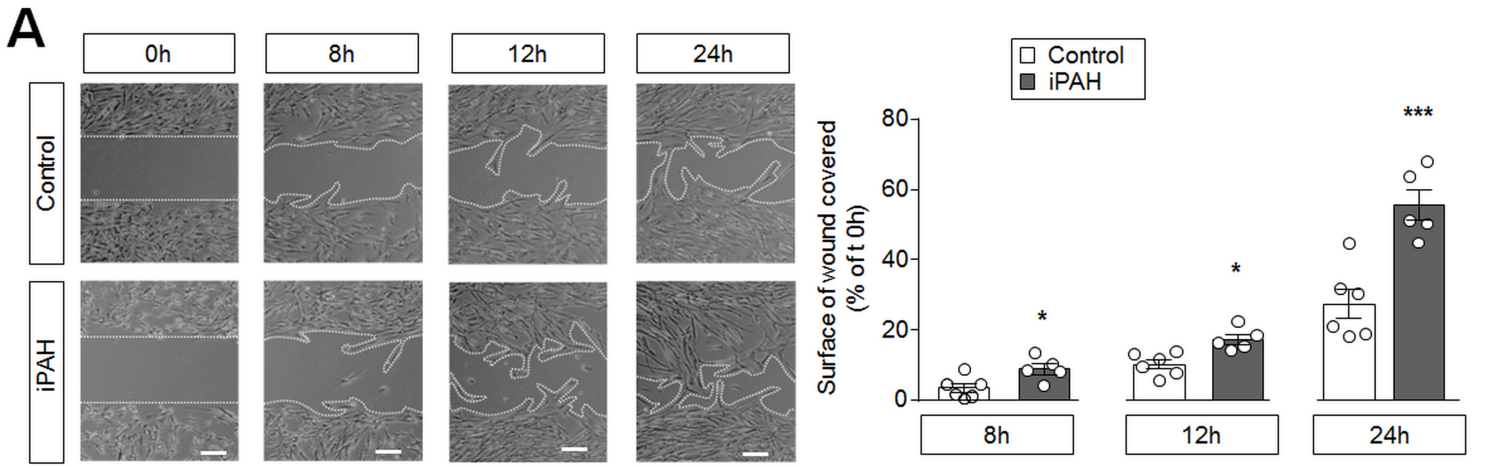 A
0h
8h
12h
24h
Control
iPAH
Control
iPAH
Surface of wound covered
(% of t 0h)
80
60
40
20
0
*
*
***
8h
12h
24h